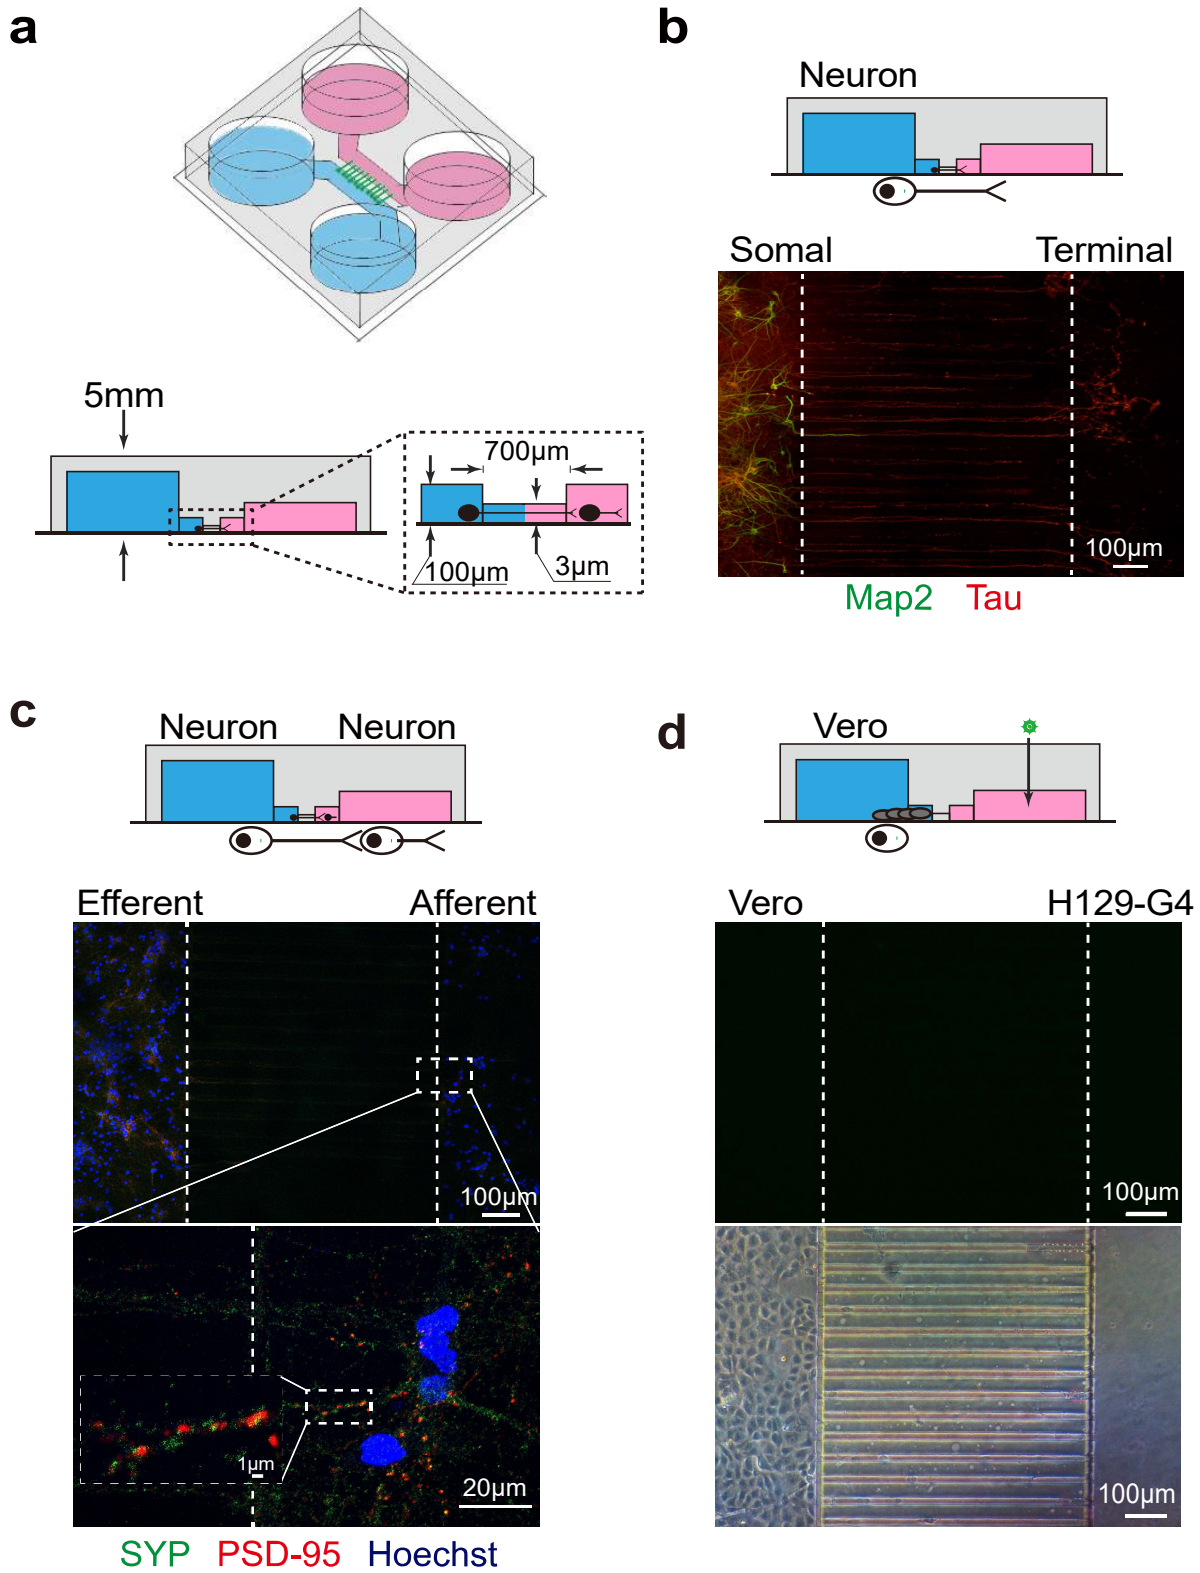 a
5mm
700μm
100μm
3μm
b
Neuron
Somal
Terminal
100μm
Map2 Tau
c
Neuron Neuron
Efferent Afferent
100μm
1μm
20μm
SYP PSD-95 Hoechst
d
Vero
Vero H129-G4
100μm
100μm